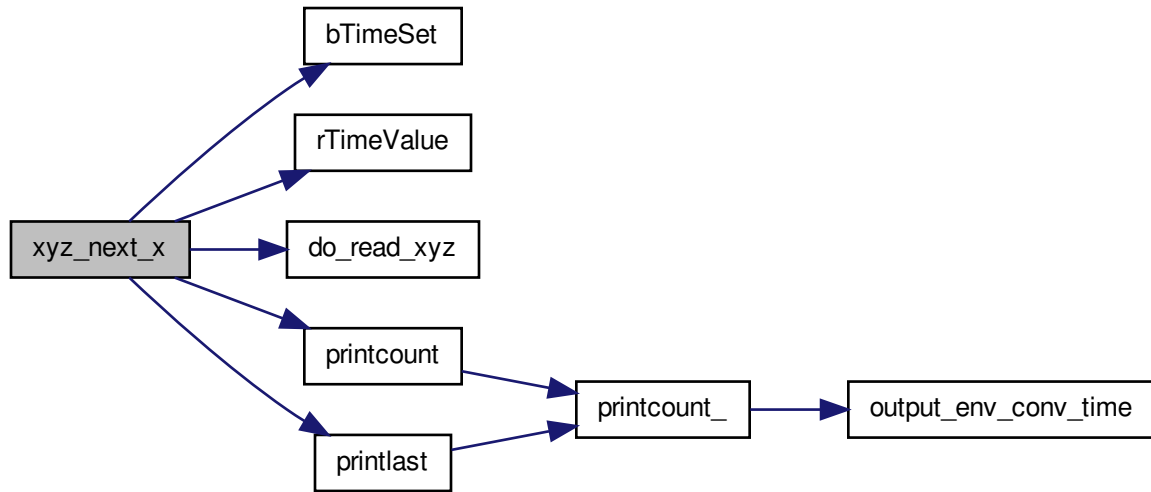 bTimeSet
rTimeValue
xyz_next_x
do_read_xyz
printcount
printcount_
output_env_conv_time
printlast